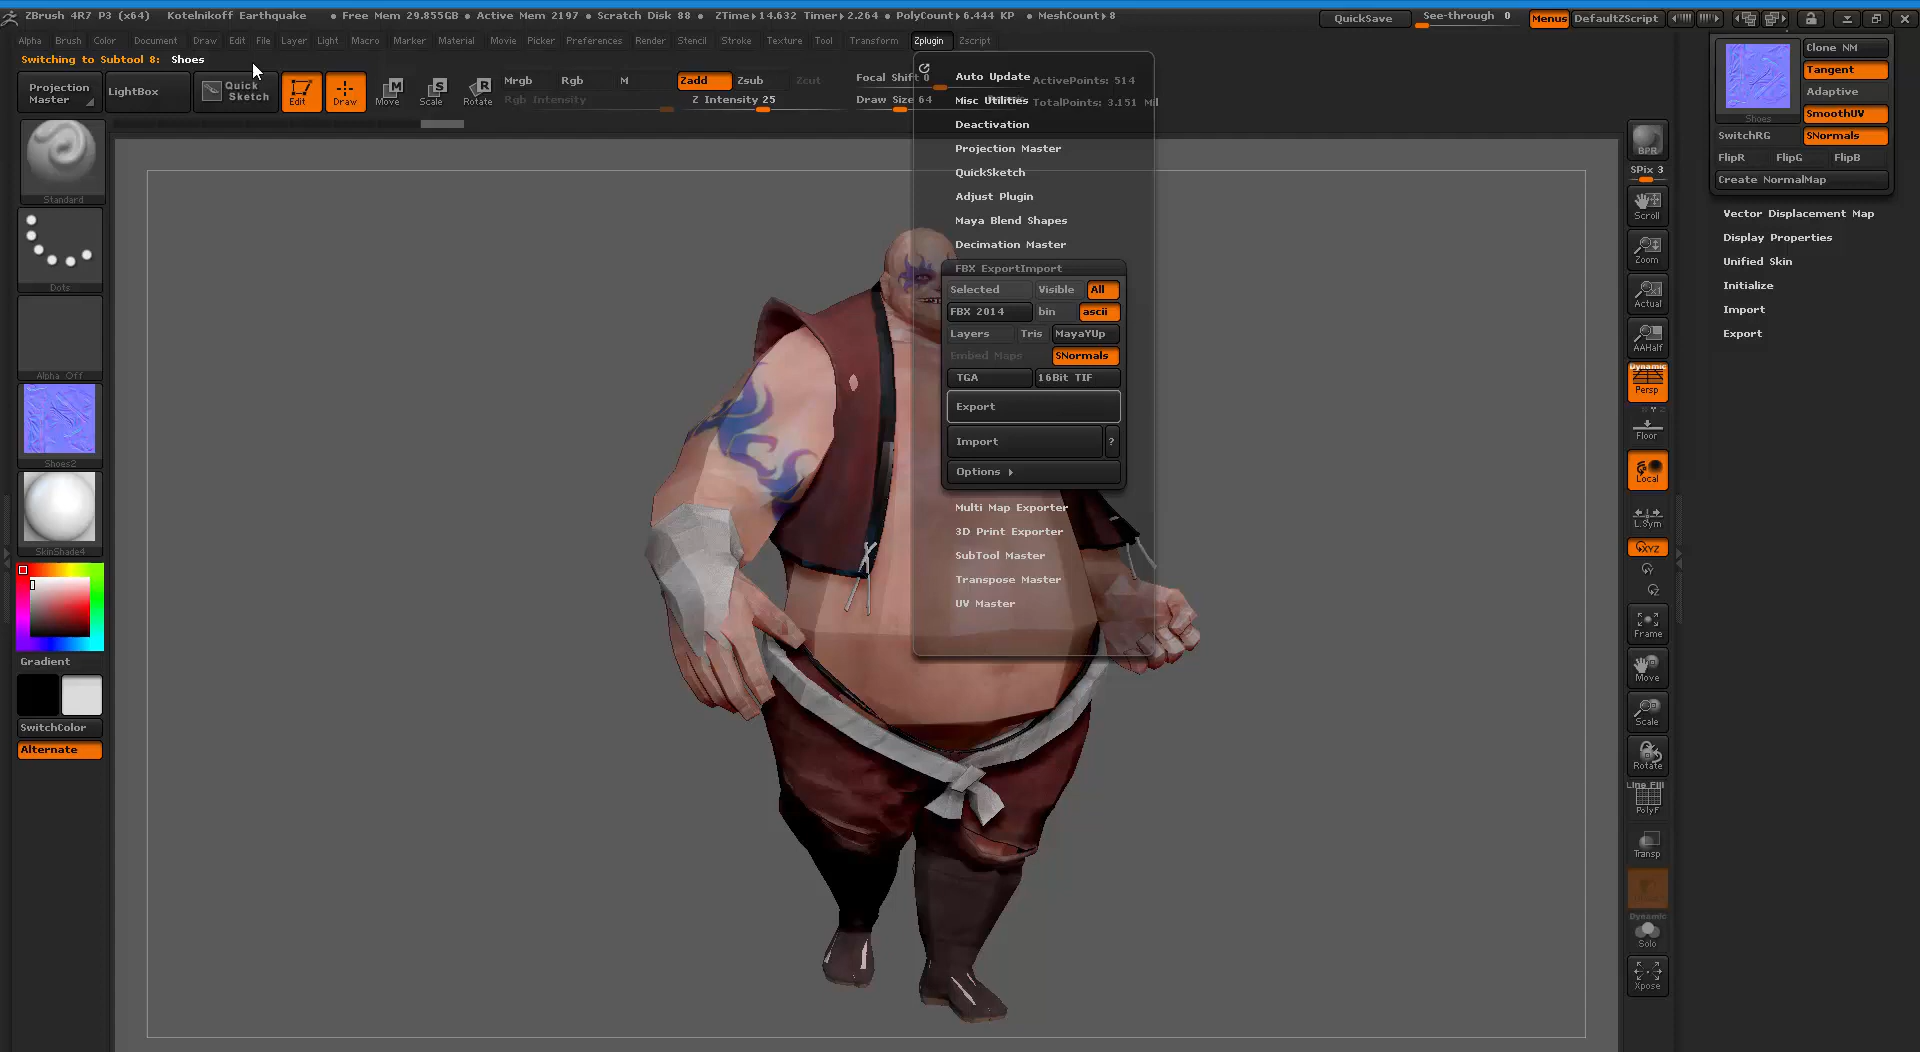 ZBrush 4R7 P3 (x64) Kotelnikoff Earthquake • Free Mem 29.855GB • Active Mem 2197 • Scratch Disk 88 • ZTime▸14.632 Timer▸2.264 • PolyCount▸6.444 KP • MeshCount▸8 QuickSave See-through 0 Menus DefaultZScript
Alpha Brush Color Document Draw Edit File Layer Light Macro Marker Material Movie Picker Preferences Render Stencil Stroke Texture Tool Transform Zplugin Zscript
Switching to Subtool 8: Shoes
Projection Master
LightBox
Quick Sketch
Edit
Draw
Move
Scale
Rotate
Mrgb Rgb M
Rgb Intensity
Zadd Zsub Zcut
Z Intensity 25
Focal Shift 0
Draw Size 64
ActivePoints: 514
TotalPoints: 3.151 Mil
Standard
Dots
Alpha Off
Shoes2
SkinShade4
Gradient
SwitchColor
Alternate
Auto Update
Misc Utilities
Deactivation
Projection Master
QuickSketch
Adjust Plugin
Maya Blend Shapes
Decimation Master
FBX ExportImport
Selected Visible All
FBX 2014 bin ascii
Layers Tris MayaYUp
Embed Maps SNormals
TGA 16Bit TIF
Export
Import ?
Options
Multi Map Exporter
3D Print Exporter
SubTool Master
Transpose Master
UV Master
BPR
SPix 3
Scroll
Zoom
Actual
AAHalf
Dynamic
Persp
Floor
Local
L.Sym
XYZ
Y
Z
Frame
Move
Scale
Rotate
Line Fill
PolyF
Transp
Dynamic
Solo
Xpose
Shoes
Clone NM
Tangent
Adaptive
SmoothUV
SwitchRG SNormals
FlipR FlipG FlipB
Create NormalMap
Vector Displacement Map
Display Properties
Unified Skin
Initialize
Import
Export